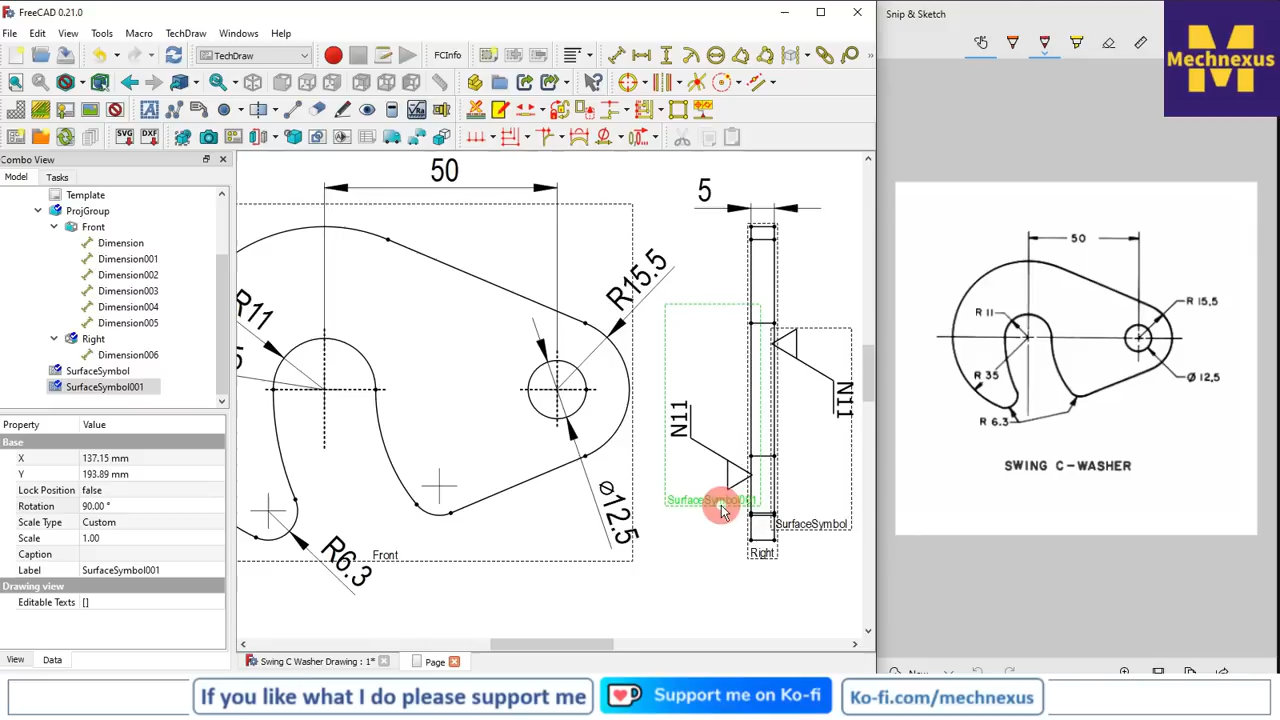 FreeCAD 0.21.0
Snip & Sketch
Mechnexus
File Edit View Tools Macro TechDraw Windows Help
TechDraw
FCInfo
SVG DXF
Combo View
Model Tasks
Template
ProjGroup
Front
Dimension
Dimension001
Dimension002
Dimension003
Dimension004
Dimension005
Right
Dimension006
SurfaceSymbol
SurfaceSymbol001
Property Value
Base
X 137.15 mm
Y 193.89 mm
Lock Position false
Rotation 90.00 °
Scale Type Custom
Scale 1.00
Caption
Label SurfaceSymbol001
Drawing view
Editable Texts []
View Data
50
5
R15.5
R11
5
⌀12.5
R6.3
Front
N11
N11
SurfaceSymbol001
SurfaceSymbol
Right
Swing C Washer Drawing : 1*
Page
50
R 15,5
R 11
R 35
Ø 12,5
R 6.3
SWING C-WASHER
New
If you like what I do please support me
Support me on Ko-fi
Ko-fi.com/mechnexus